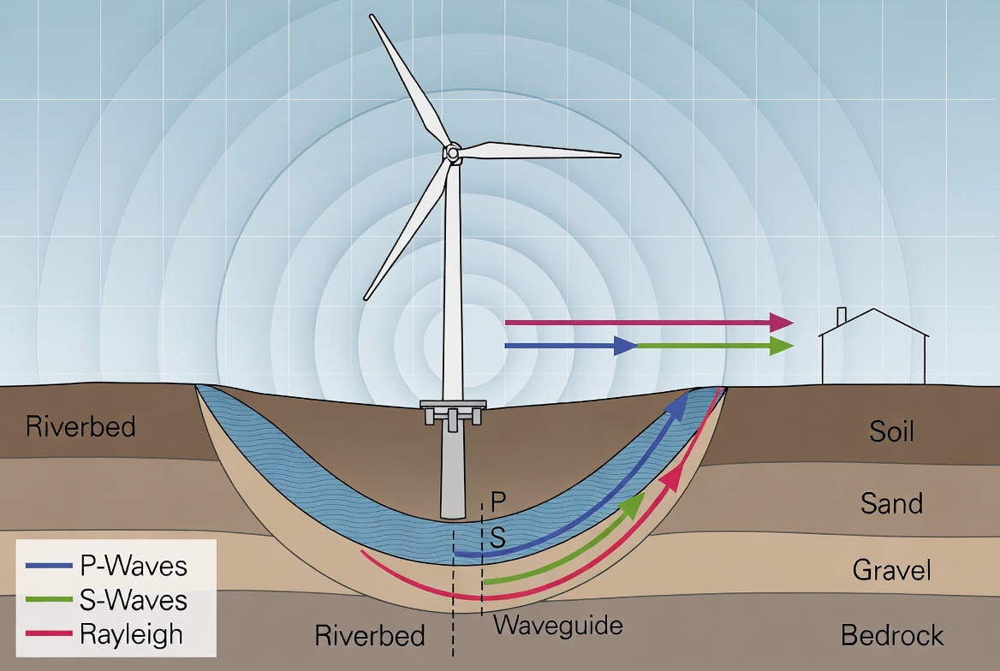 Riverbed
Soil
P
Sand
S
P-Waves
Gravel
S-Waves
Rayleigh
Riverbed
Waveguide
Bedrock